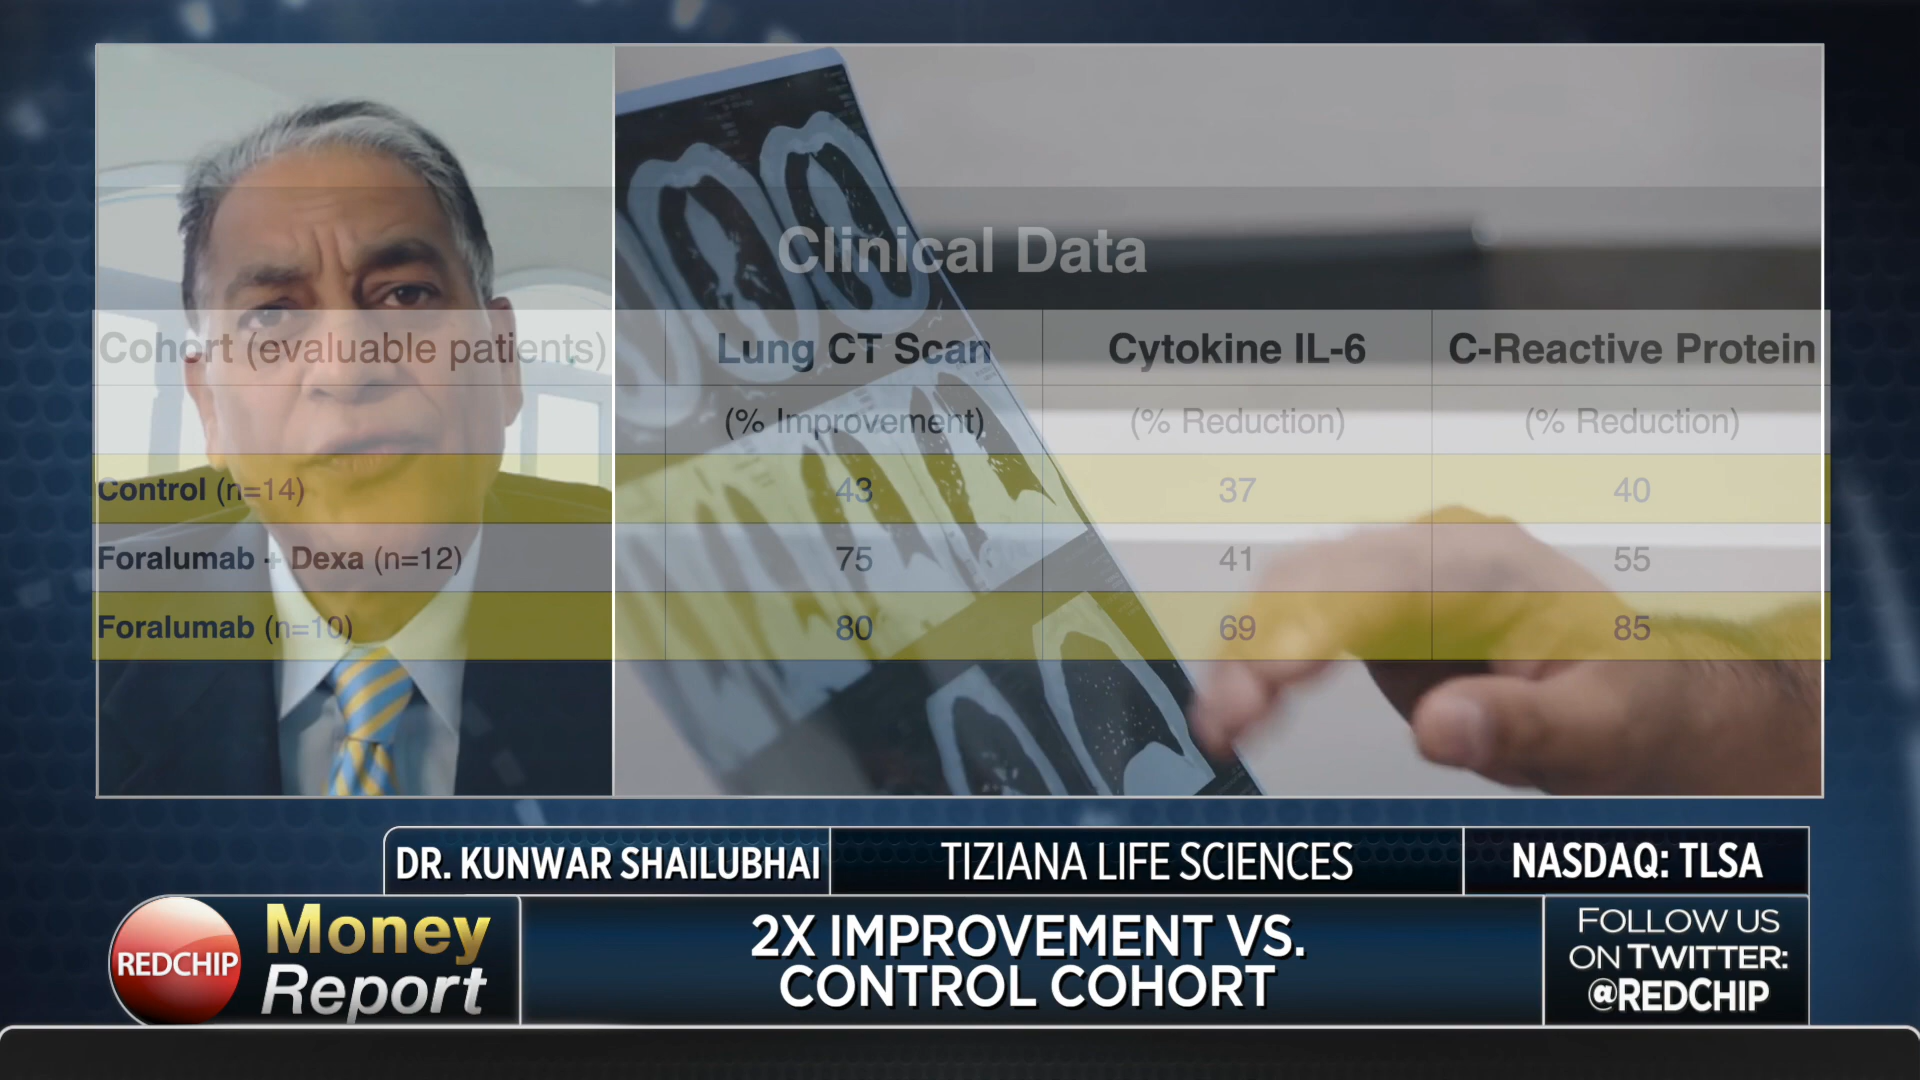 Clinical Data
Cohort (evaluable patients) Lung CT Scan Cytokine IL-6 C-Reactive Protein
(% Improvement) (% Reduction) (% Reduction)
Control (n=14) 43 37 40
Foralumab + Dexa (n=12) 75 41 55
Foralumab (n=10) 80 69 85
DR. KUNWAR SHAILUBHAI TIZIANA LIFE SCIENCES NASDAQ: TLSA
REDCHIP
Money
Report
2X IMPROVEMENT VS.
CONTROL COHORT
FOLLOW US
ON TWITTER:
@REDCHIP